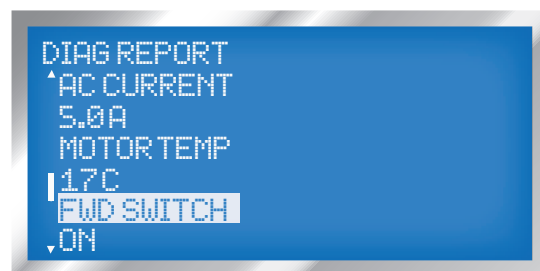 DIAG REPORT
AC CURRENT
5.0A
MOTOR TEMP
17C
FWD SWITCH
ON